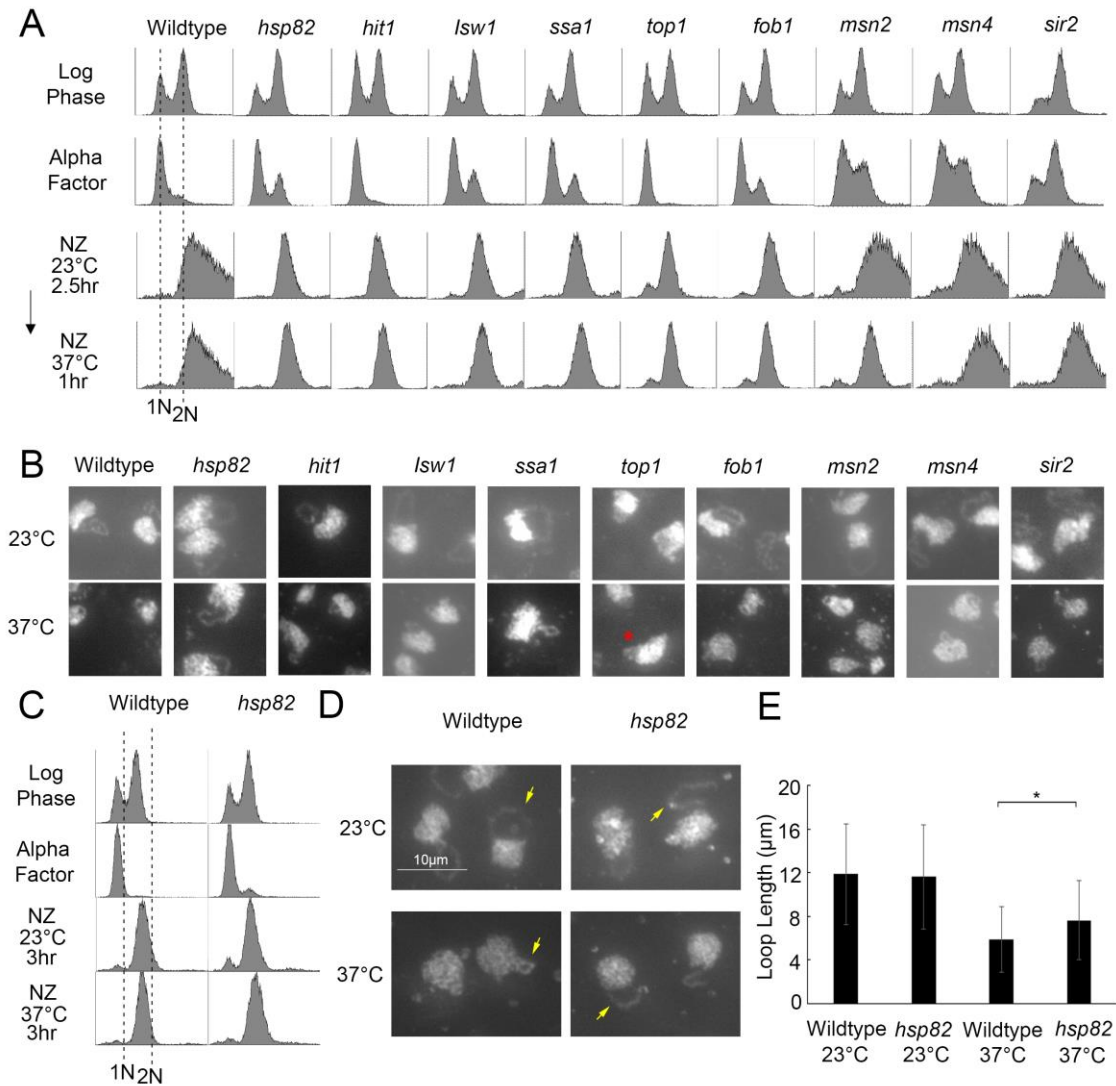 A
Wildtype hsp82 hit1 Isw1 ssa1 top1 fob1 msn2 msn4 sir2
Log
Phase
Alpha
Factor
NZ
23°C
2.5hr
NZ
37°C
1hr
1N 2N
B
Wildtype hsp82 hit1 Isw1 ssa1 top1 fob1 msn2 msn4 sir2
23°C
37°C
*
C
Wildtype hsp82
Log
Phase
Alpha
Factor
NZ
23°C
3hr
NZ
37°C
3hr
1N 2N
D
Wildtype hsp82
23°C
10µm
37°C
E
Loop Length (µm)
20
16
12
8
4
0
*
Wildtype hsp82 Wildtype hsp82
23°C 23°C 37°C 37°C